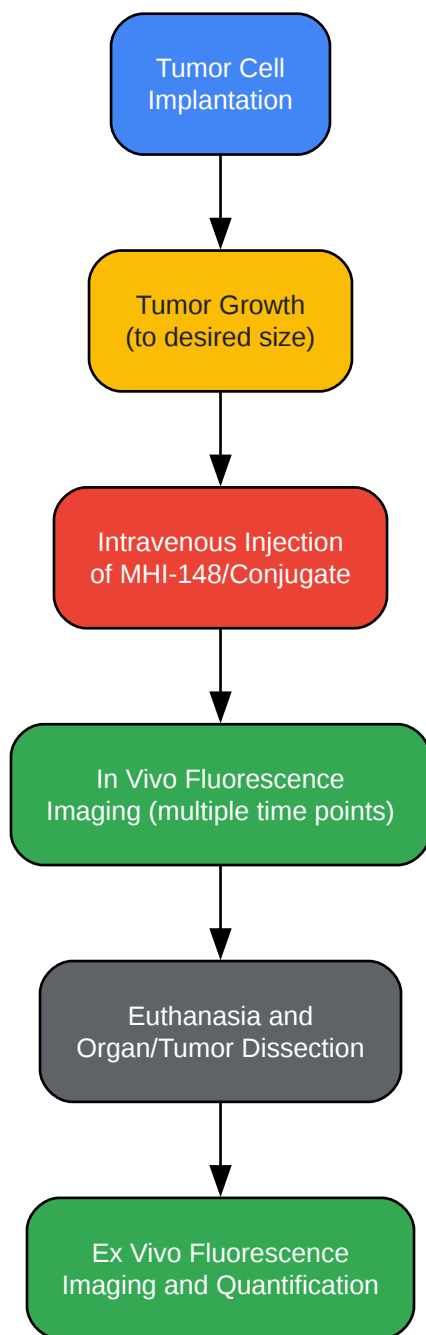 Tumor Cell
Implantation
Tumor Growth
(to desired size)
Intravenous Injection
of MHI-148/Conjugate
In Vivo Fluorescence
Imaging (multiple time points)
Euthanasia and
Organ/Tumor Dissection
Ex Vivo Fluorescence
Imaging and Quantification